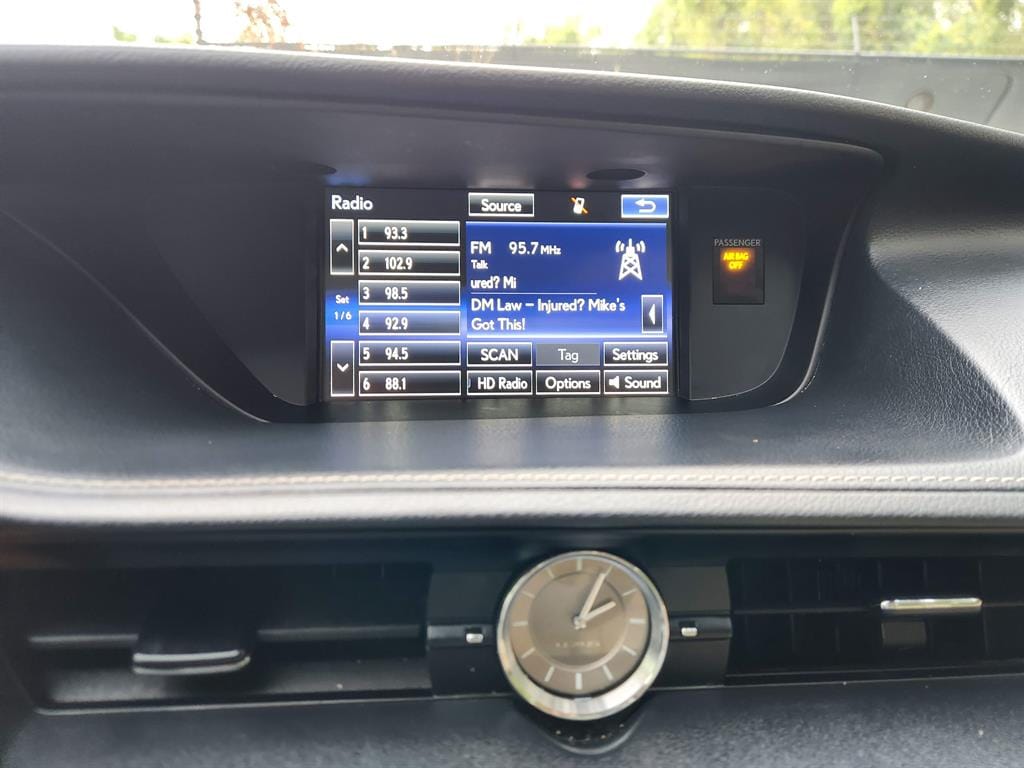 Radio
Source
1 93.3
2 102.9
3 98.5
4 92.9
5 94.5
6 88.1
Set
1/6
FM 95.7 MHz
Talk
ured? Mi
DM Law – Injured? Mike's
Got This!
SCAN
Tag
Settings
HD Radio
Options
Sound
PASSENGER
AIR BAG
OFF